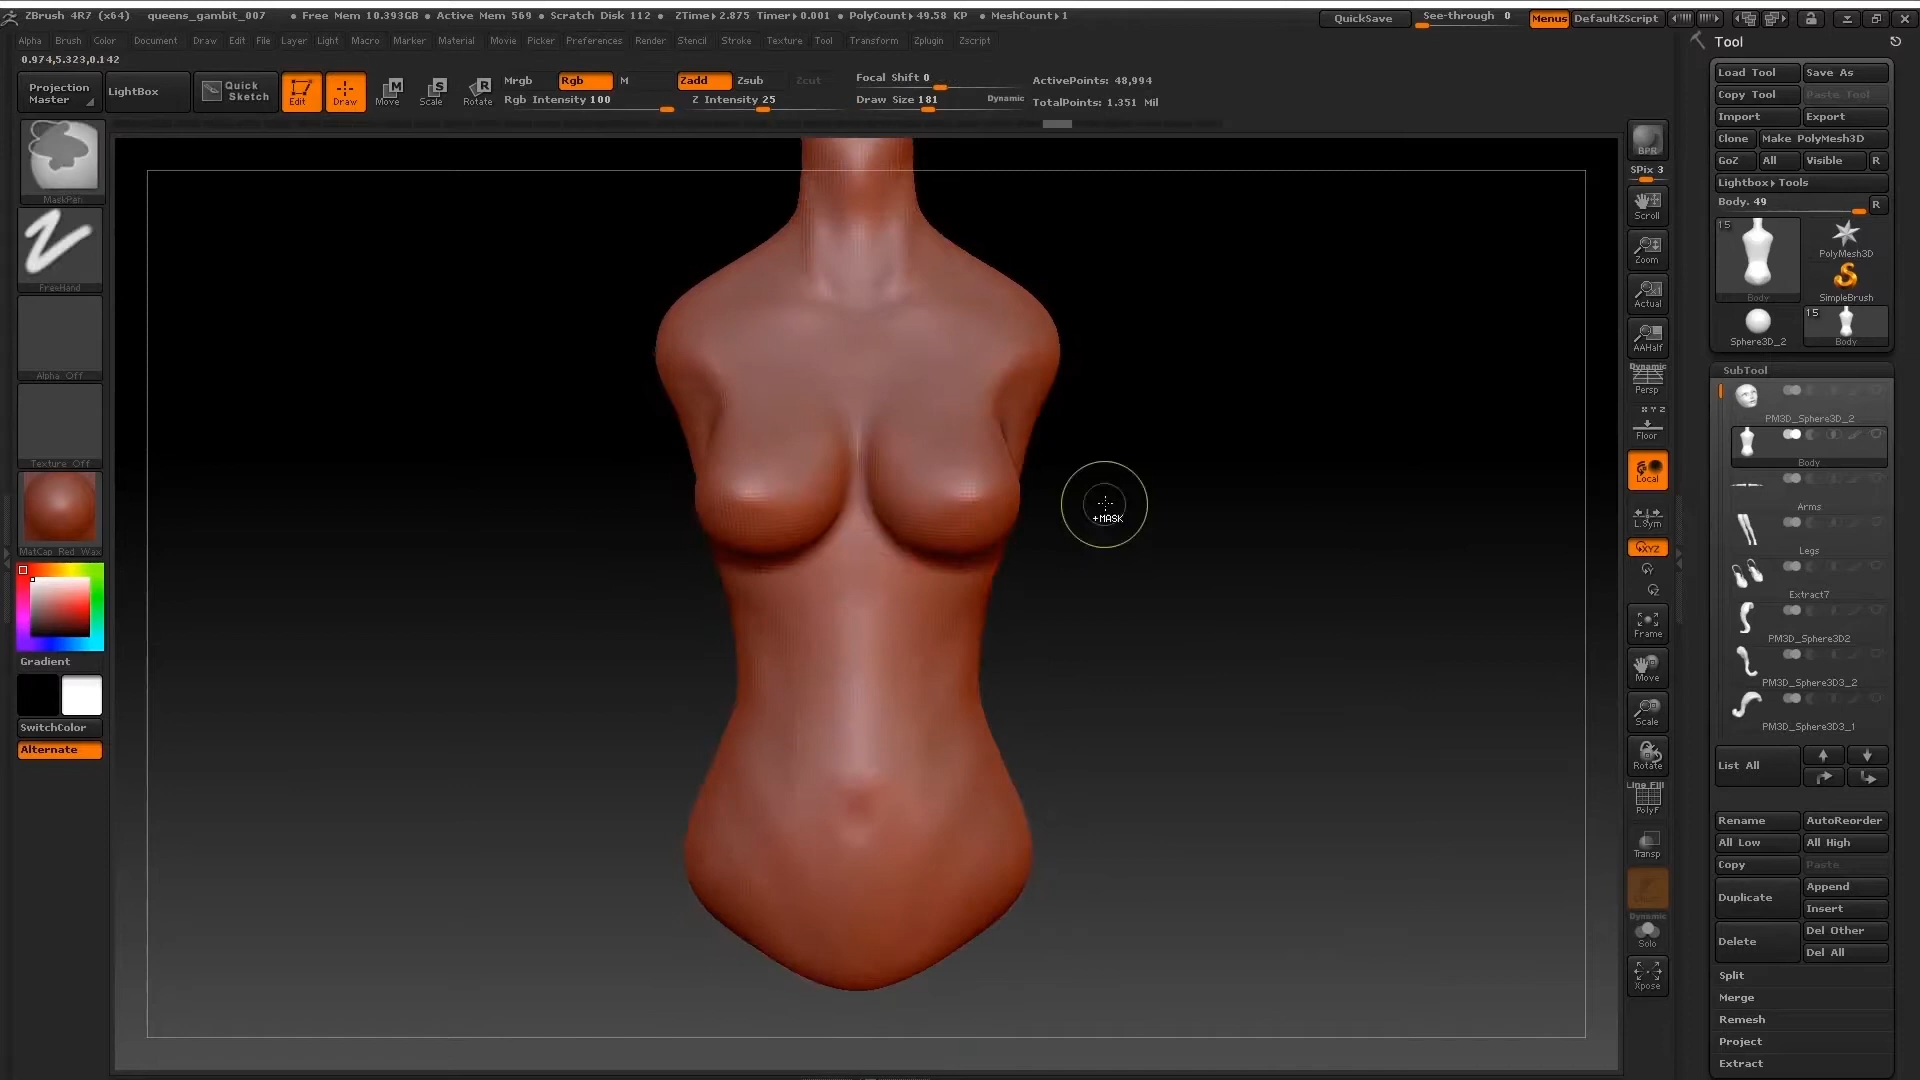 ZBrush 4R7 (x64) queens_gambit_007 • Free Mem 10.393GB • Active Mem 569 • Scratch Disk 112 • ZTime▸2.875 Timer▸0.001 • PolyCount▸49.58 KP • MeshCount▸1 QuickSave See-through 0 Menus DefaultZScript
Alpha Brush Color Document Draw Edit File Layer Light Macro Marker Material Movie Picker Preferences Render Stencil Stroke Texture Tool Transform Zplugin Zscript
Tool
0.974,5.323,0.142
Projection Master
LightBox
Quick Sketch
Edit
Draw
Move
Scale
Rotate
Mrgb Rgb M Zadd Zsub Zcut
Rgb Intensity 100 Z Intensity 25
Focal Shift 0
Draw Size 181 Dynamic
ActivePoints: 48,994
TotalPoints: 1.351 Mil
MaskPen
FreeHand
Alpha Off
Texture Off
MatCap Red Wax
Gradient
SwitchColor
Alternate
+MASK
BPR
SPix 3
Scroll
Zoom
Actual
AAHalf
Dynamic
Persp
X Y Z
Floor
Local
L.Sym
XYZ
Y
Z
Frame
Move
Scale
Rotate
Line Fill
PolyF
Transp
Dynamic
Solo
Xpose
Load Tool Save As
Copy Tool Paste Tool
Import Export
Clone Make PolyMesh3D
GoZ All Visible R
Lightbox▸Tools
Body. 49 R
15
Body
PolyMesh3D
SimpleBrush
Sphere3D_2
15
Body
SubTool
PM3D_Sphere3D_2
Body
Arms
Legs
Extract7
PM3D_Sphere3D2
PM3D_Sphere3D3_2
PM3D_Sphere3D3_1
List All
Rename AutoReorder
All Low All High
Copy Paste
Duplicate Append
Insert
Delete Del Other
Del All
Split
Merge
Remesh
Project
Extract